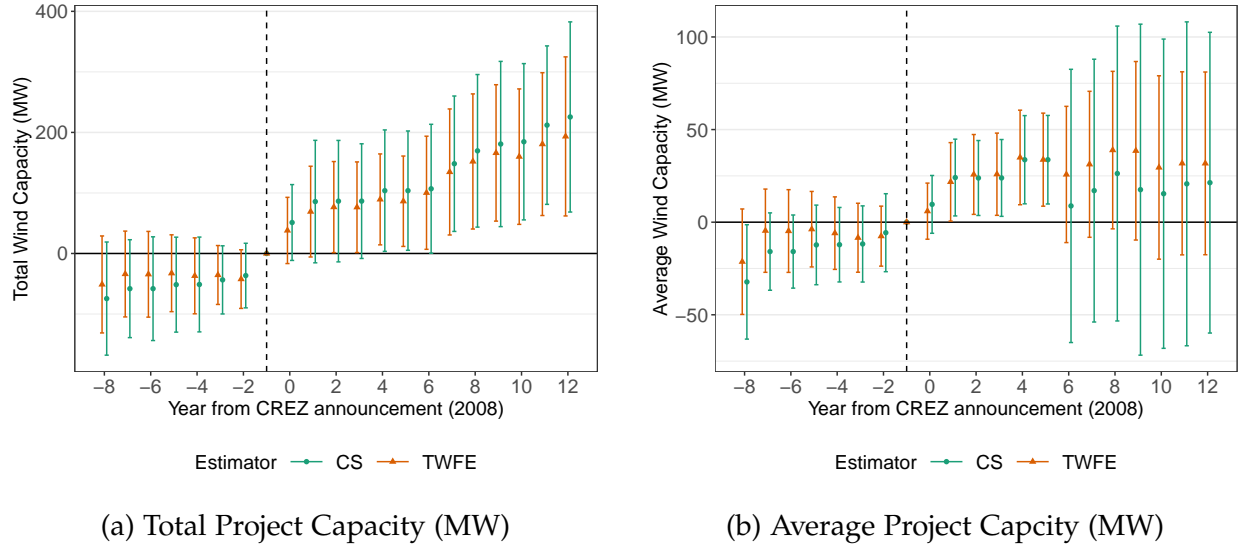 Total Wind Capacity (MW)
400
200
0
−8 −6 −4 −2 0 2 4 6 8 10 12
Year from CREZ announcement (2008)
Estimator CS TWFE
(a) Total Project Capacity (MW)
Average Wind Capacity (MW)
100
50
0
−50
−8 −6 −4 −2 0 2 4 6 8 10 12
Year from CREZ announcement (2008)
Estimator CS TWFE
(b) Average Project Capcity (MW)